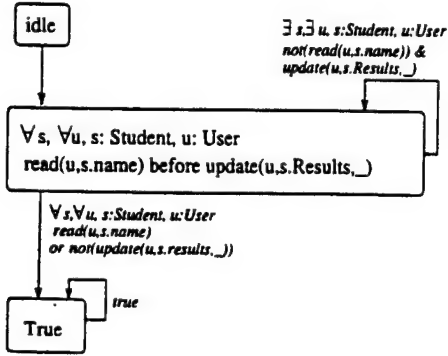 idle
∃ s,∃ u, s:Student, u:User
not(read(u,s.name)) &
update(u,s.Results,_)
∀ s, ∀u, s: Student, u: User
read(u,s.name) before update(u,s.Results,_)
∀ s,∀u, s:Student, u:User
read(u,s.name)
or not(update(u,s.results,_))
true
True